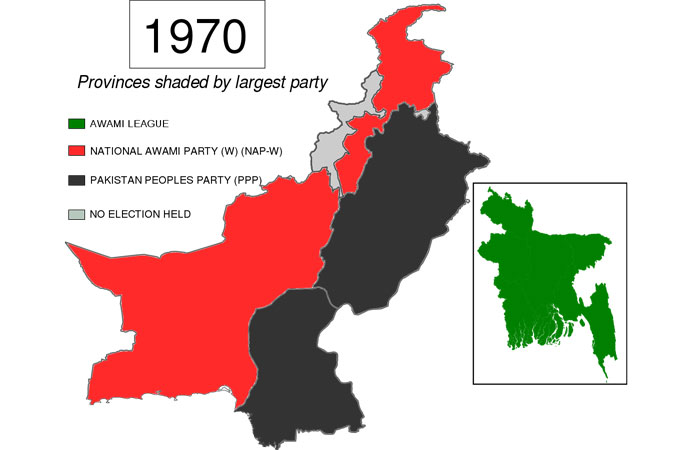 1970
Provinces shaded by largest party
AWAMI LEAGUE
NATIONAL AWAMI PARTY (W) (NAP-W)
PAKISTAN PEOPLES PARTY (PPP)
NO ELECTION HELD